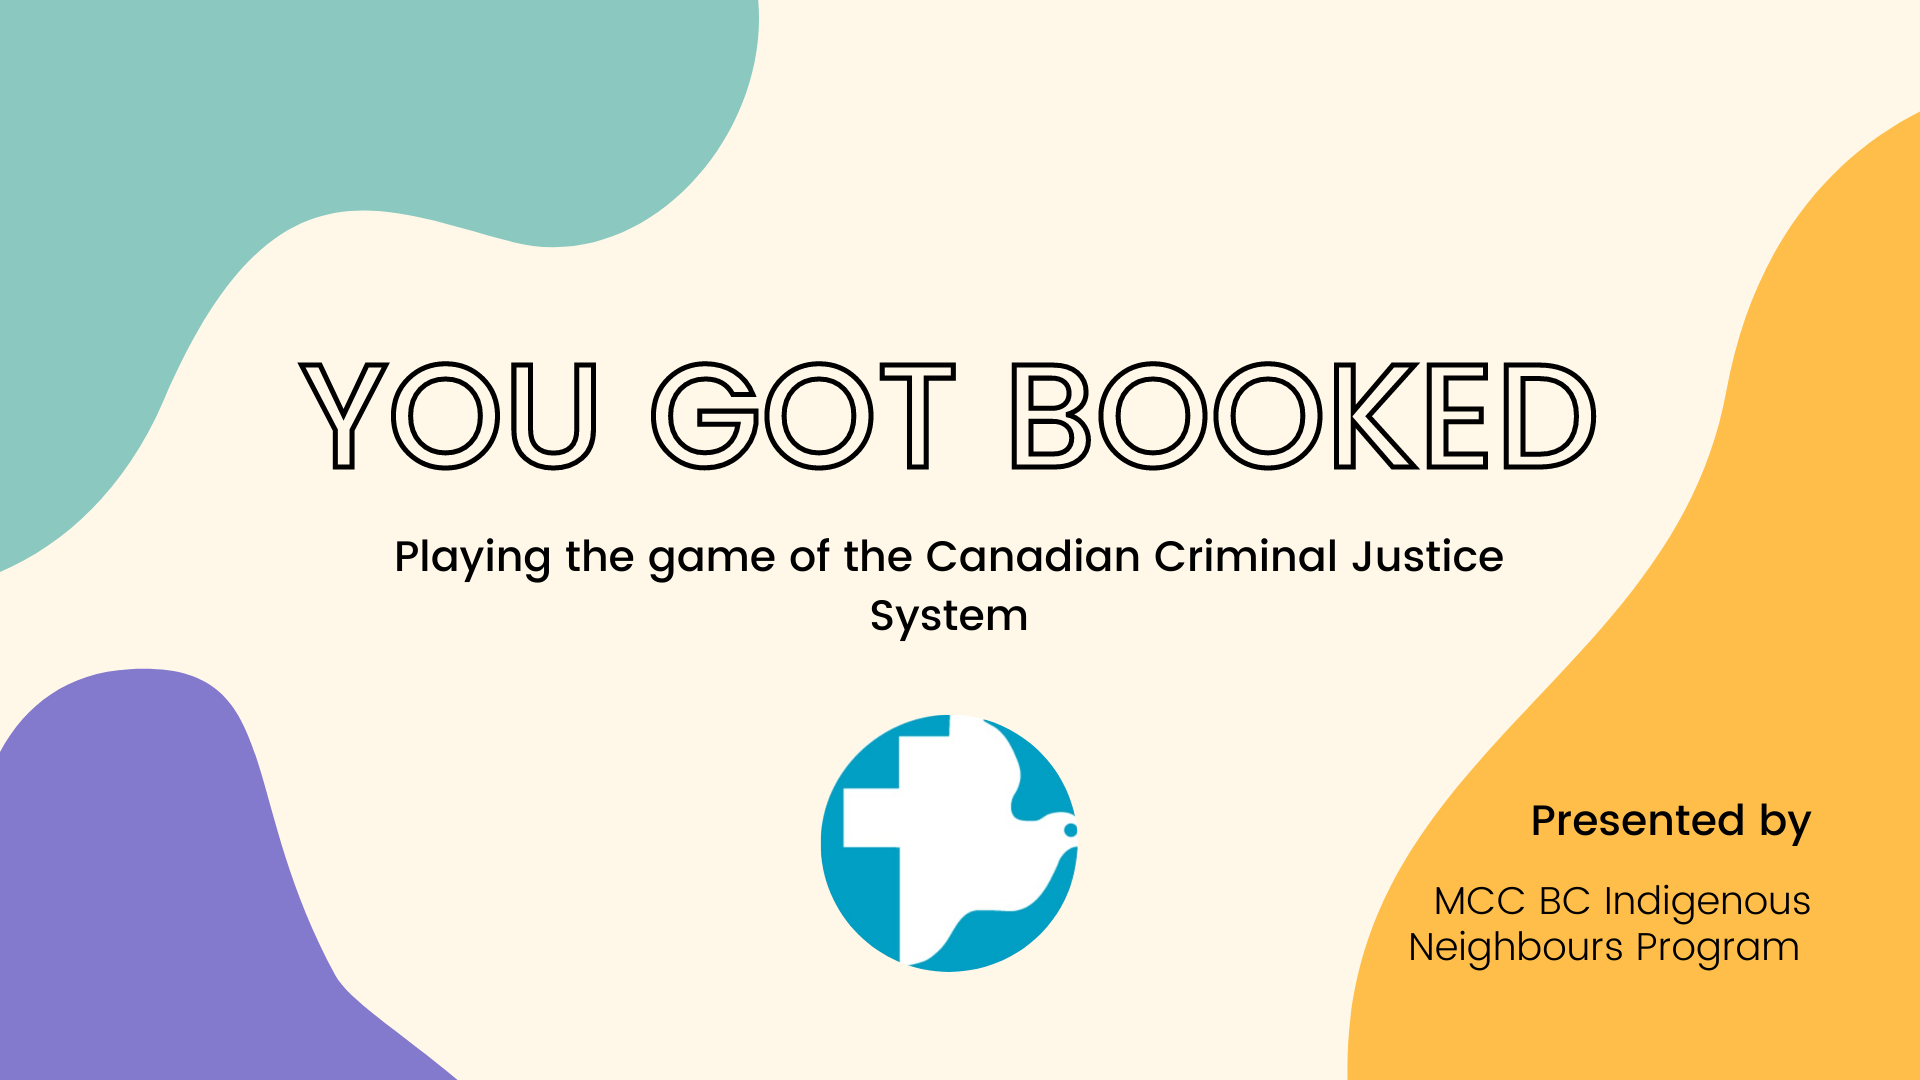 YOU GOT BOOKED
Playing the game of the Canadian Criminal Justice
System
Presented by
MCC BC Indigenous
Neighbours Program